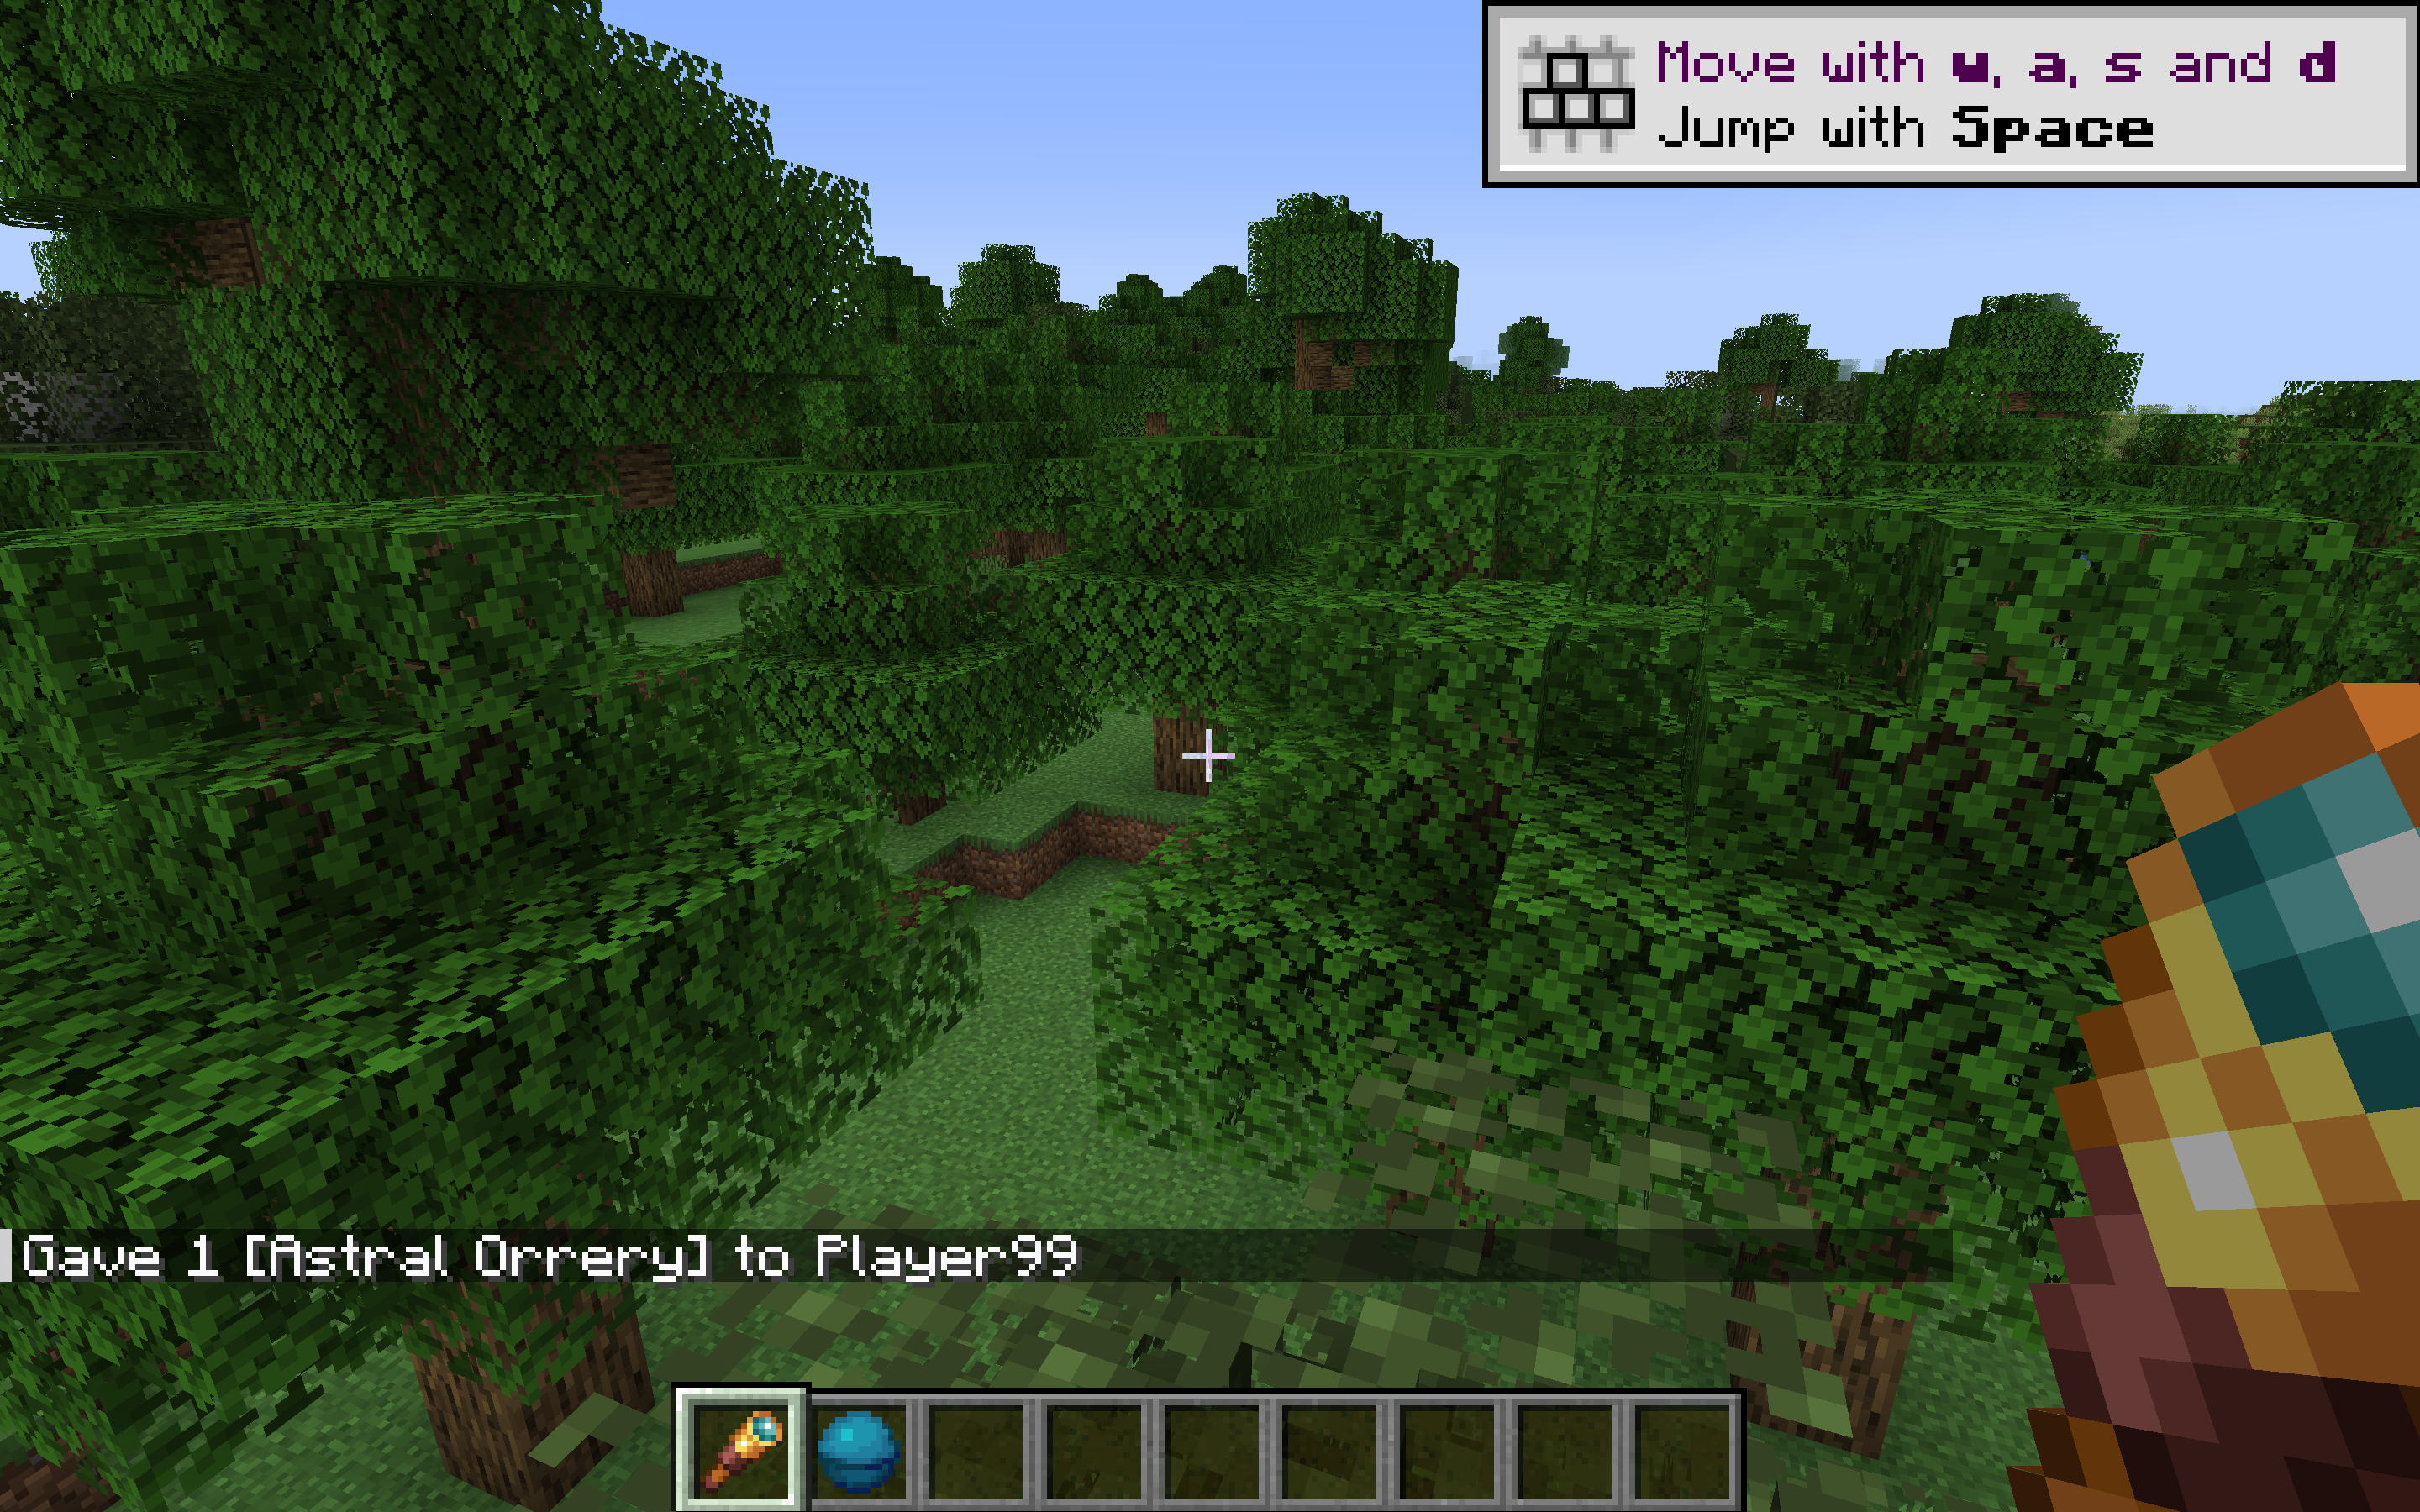 Move with w, a, s and d
Jump with Space
Gave 1 [Astral Orrery] to Player99